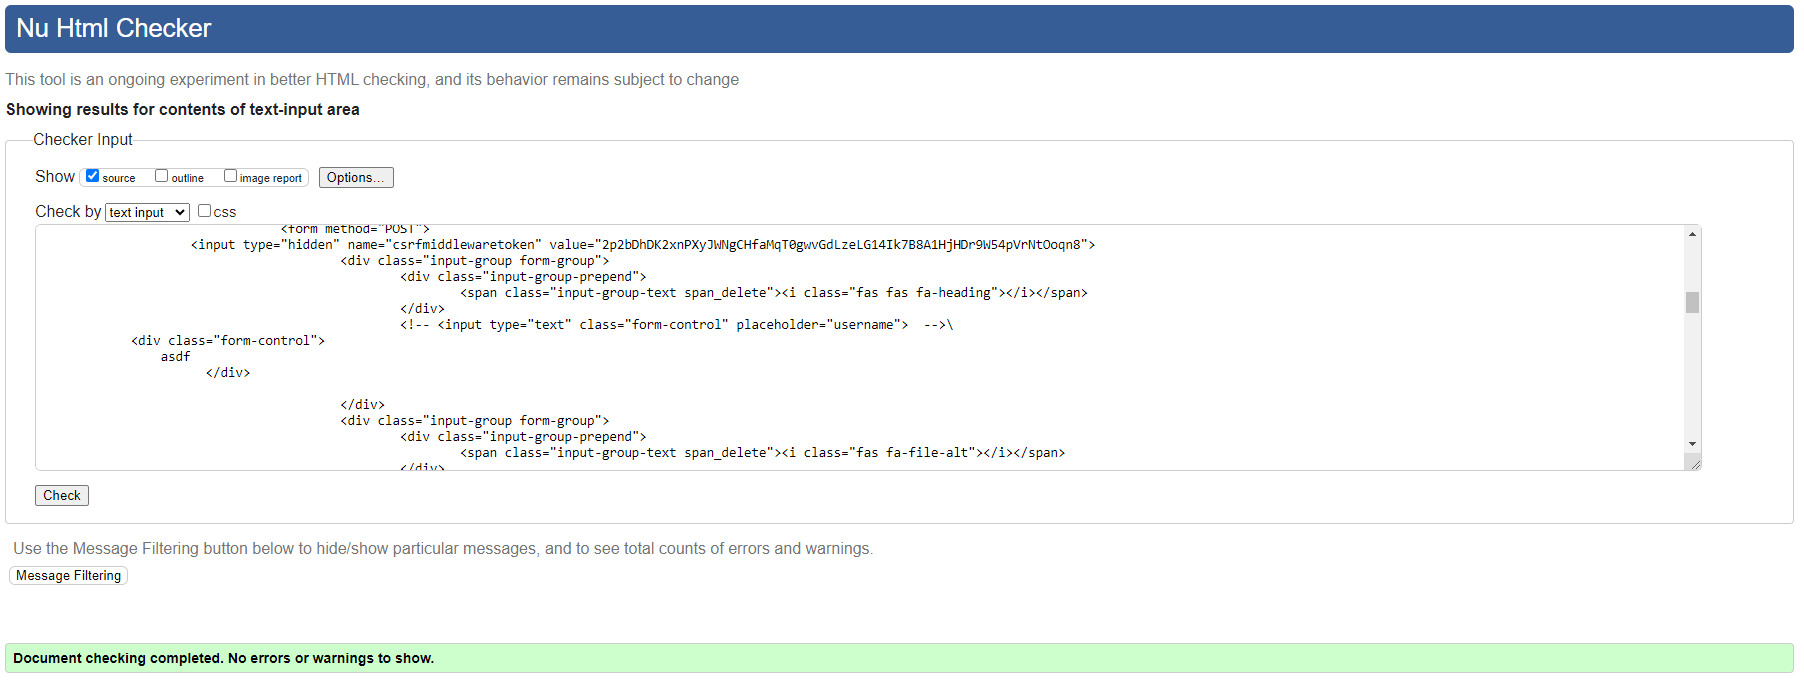 Nu Html Checker
This tool is an ongoing experiment in better HTML checking, and its behavior remains subject to change
Showing results for contents of text-input area
Checker Input
Show source outline image report Options...
Check by text input css
<form method="POST">
<input type="hidden" name="csrfmiddlewaretoken" value="2p2bDhDK2xnPXyJWNgCHfaMqT0gwvGdLzeLG14Ik7B8A1HjHDr9W54pVrNtOoqn8">
<div class="input-group form-group">
<div class="input-group-prepend">
<span class="input-group-text span_delete"><i class="fas fas fa-heading"></i></span>
</div>
<!-- <input type="text" class="form-control" placeholder="username">  -->\
<div class="form-control">
asdf
</div>
</div>
<div class="input-group form-group">
<div class="input-group-prepend">
<span class="input-group-text span_delete"><i class="fas fa-file-alt"></i></span>
</div>
Check
Use the Message Filtering button below to hide/show particular messages, and to see total counts of errors and warnings.
Message Filtering
Document checking completed. No errors or warnings to show.